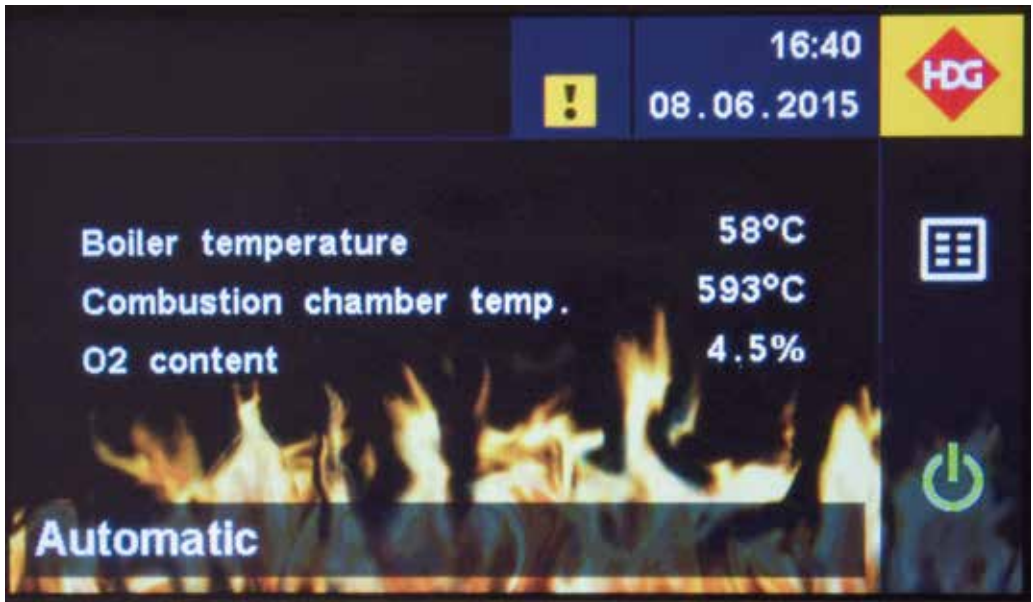 16:40
08.06.2015
!
HDG
Boiler temperature 58°C
Combustion chamber temp. 593°C
O2 content 4.5%
Automatic